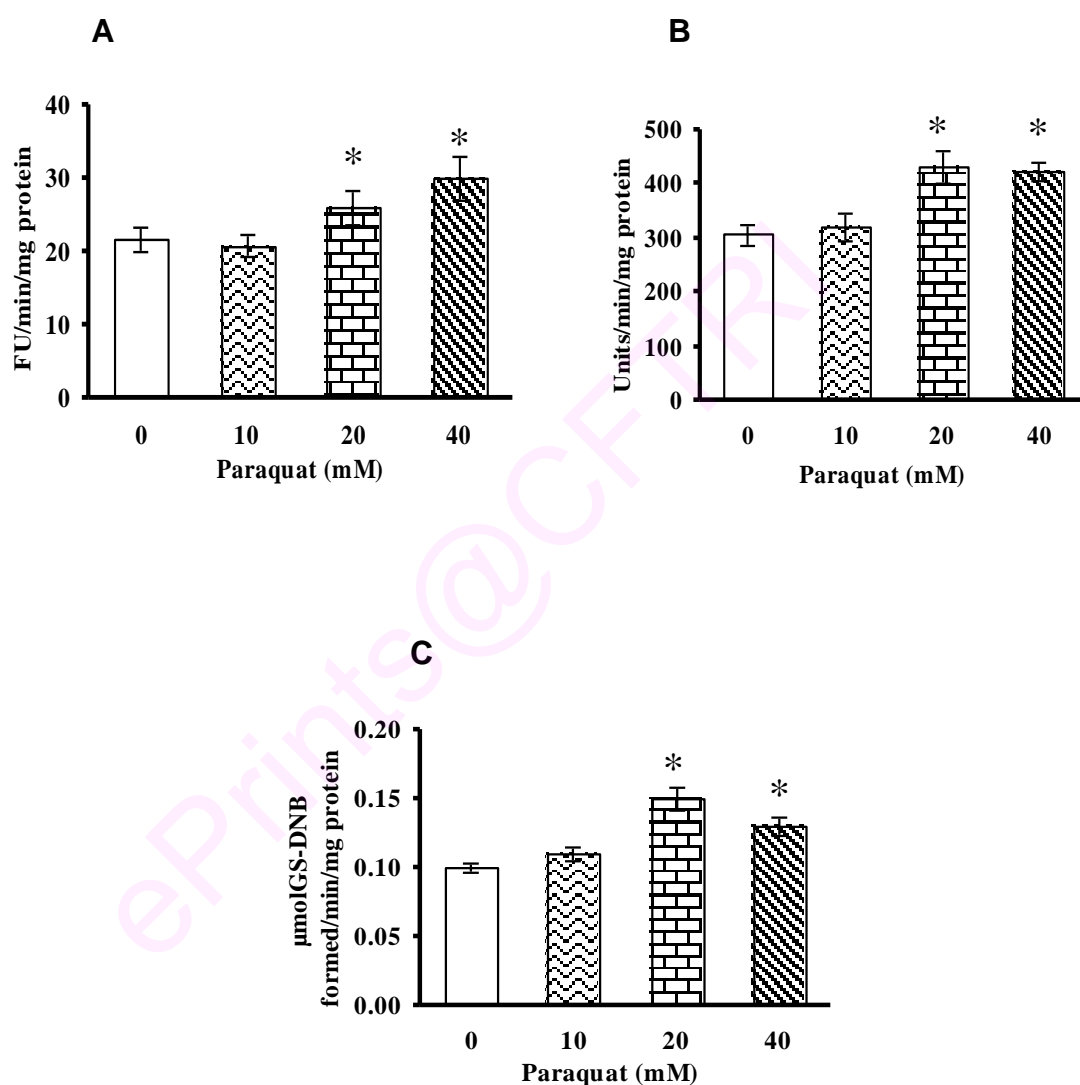 A
B
40
30
20
10
0
FU/min/mg protein
*
*
0 10 20 40
Paraquat (mM)
500
400
300
200
100
0
Units/min/mg protein
*
*
0 10 20 40
Paraquat (mM)
C
0.20
0.15
0.10
0.05
0.00
µmolGS-DNB
formed/min/mg protein
*
*
0 10 20 40
Paraquat (mM)
ePrints@CFTRI